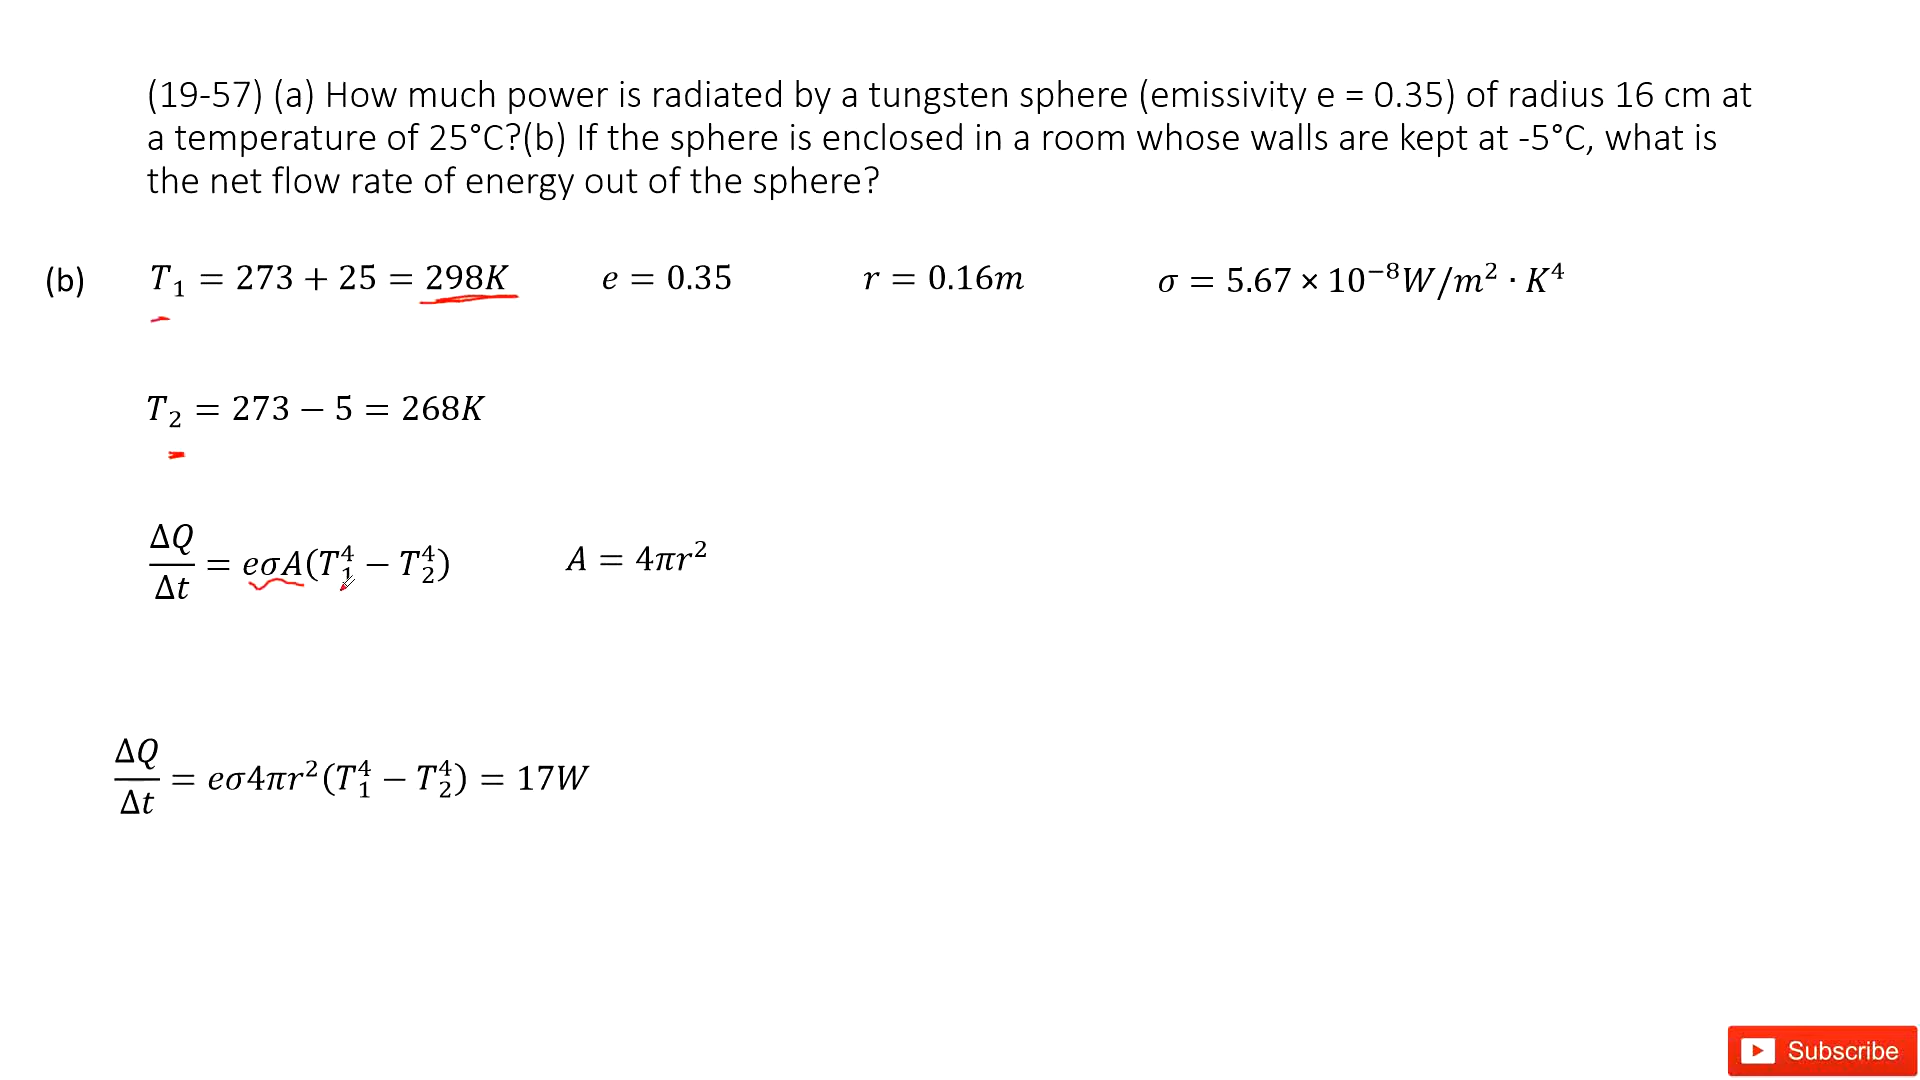 (19-57) (a) How much power is radiated by a tungsten sphere (emissivity e = 0.35) of radius 16 cm at
a temperature of 25°C?(b) If the sphere is enclosed in a room whose walls are kept at -5°C, what is
the net flow rate of energy out of the sphere?
(b) T₁ = 273 + 25 = 298K e = 0.35 r = 0.16m σ = 5.67 × 10⁻⁸W/m² · K⁴
T₂ = 273 − 5 = 268K
ΔQ/Δt = eσA(T₁⁴ − T₂⁴) A = 4πr²
ΔQ/Δt = eσ4πr²(T₁⁴ − T₂⁴) = 17W
Subscribe